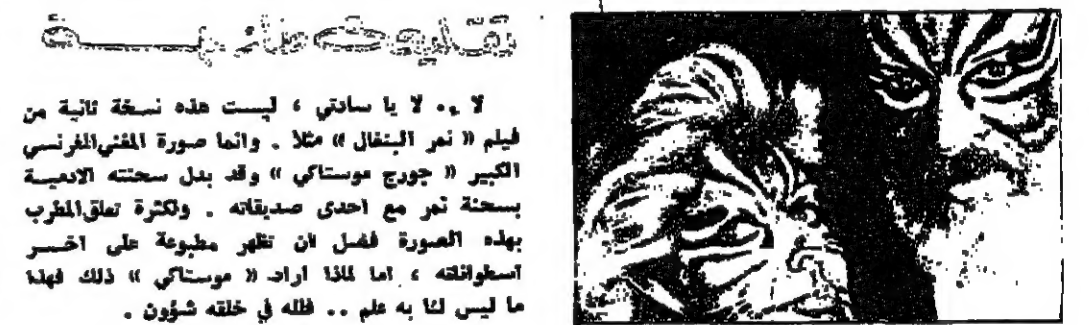 تقليعة طائرة
لا .. لا يا سادتي ، ليست هذه نسخة ثانية من
فيلم « نمر البنغال » مثلا . وانما صورة المغني الفرنسي
الكبير « جورج موستاكي » وقد بدل سحنته الادمية
بسحنة نمر مع احدى صديقاته . ولكثرة تعلق المطرب
بهذه الصورة فضل ان تظهر مطبوعة على اخر
اسطواناته ، اما لماذا اراد « موستاكي » ذلك فهذا
ما ليس لنا به علم .. فلله في خلقه شؤون .